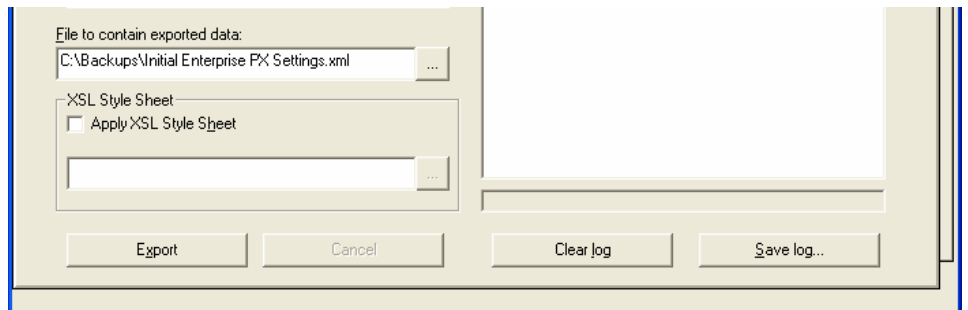 File to contain exported data:
C:\Backups\Initial Enterprise PX Settings.xml
...
XSL Style Sheet
Apply XSL Style Sheet
...
Export
Cancel
Clear log
Save log...